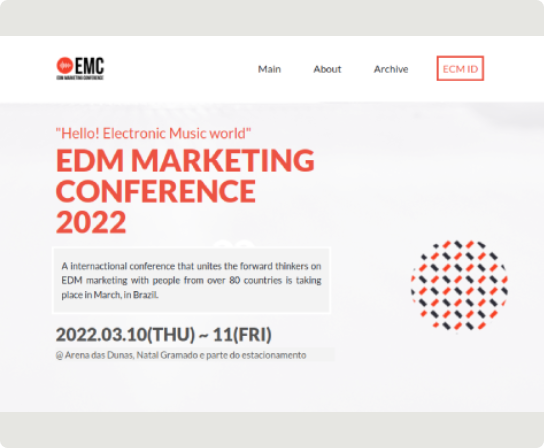 EMC
EDM MARKETING CONFERENCE
Main
About
Archive
ECM ID
"Hello! Electronic Music world"
EDM MARKETING
CONFERENCE
2022
A internactional conference that unites the forward thinkers on
EDM marketing with people from over 80 countries is taking
place in March, in Brazil.
2022.03.10(THU) ~ 11(FRI)
@ Arena das Dunas, Natal Gramado e parte do estacionamento